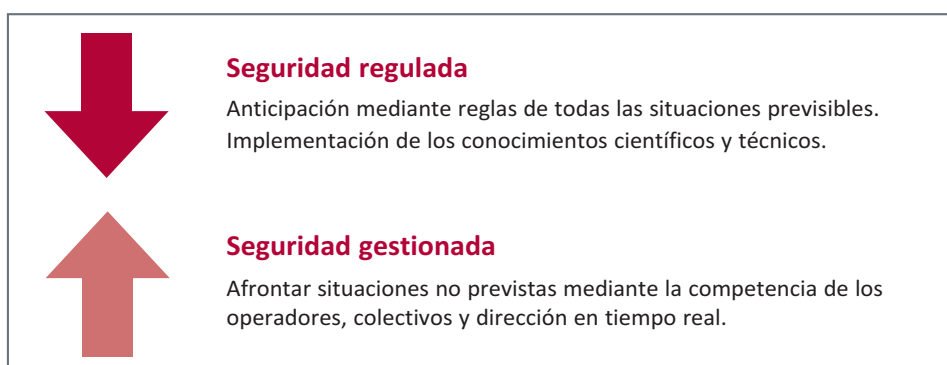 Seguridad regulada
Anticipación mediante reglas de todas las situaciones previsibles.
Implementación de los conocimientos científicos y técnicos.
Seguridad gestionada
Afrontar situaciones no previstas mediante la competencia de los
operadores, colectivos y dirección en tiempo real.